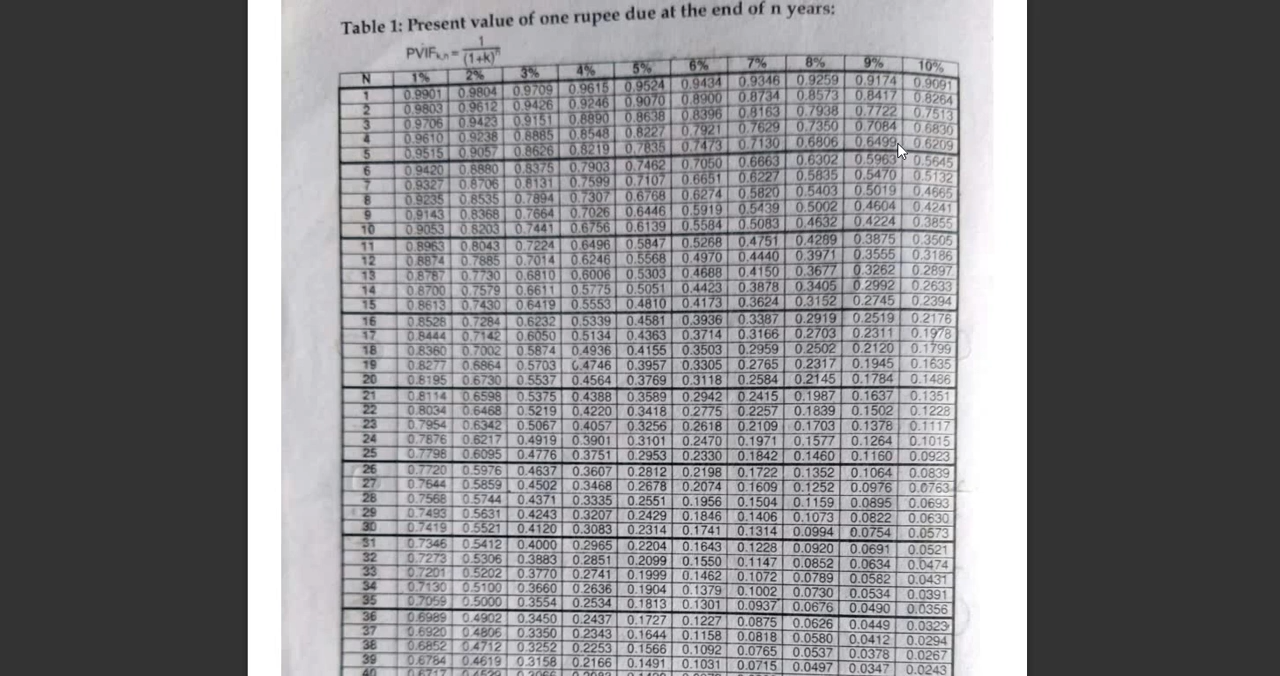 Table 1: Present value of one rupee due at the end of n years:
PVIFk,n = 1
(1+k)n
N 1% 2% 3% 4% 5% 6% 7% 8% 9% 10%
1 0.9901 0.9804 0.9709 0.9615 0.9524 0.9434 0.9346 0.9259 0.9174 0.9091
2 0.9803 0.9612 0.9426 0.9246 0.9070 0.8900 0.8734 0.8573 0.8417 0.8264
3 0.9706 0.9423 0.9151 0.8890 0.8638 0.8396 0.8163 0.7938 0.7722 0.7513
4 0.9610 0.9238 0.8885 0.8548 0.8227 0.7921 0.7629 0.7350 0.7084 0.6830
5 0.9515 0.9057 0.8626 0.8219 0.7835 0.7473 0.7130 0.6806 0.6499 0.6209
6 0.9420 0.8880 0.8375 0.7903 0.7462 0.7050 0.6663 0.6302 0.5963 0.5645
7 0.9327 0.8706 0.8131 0.7599 0.7107 0.6651 0.6227 0.5835 0.5470 0.5132
8 0.9235 0.8535 0.7894 0.7307 0.6768 0.6274 0.5820 0.5403 0.5019 0.4665
9 0.9143 0.8368 0.7664 0.7026 0.6446 0.5919 0.5439 0.5002 0.4604 0.4241
10 0.9053 0.8203 0.7441 0.6756 0.6139 0.5584 0.5083 0.4632 0.4224 0.3855
11 0.8963 0.8043 0.7224 0.6496 0.5847 0.5268 0.4751 0.4289 0.3875 0.3505
12 0.8874 0.7885 0.7014 0.6246 0.5568 0.4970 0.4440 0.3971 0.3555 0.3186
13 0.8787 0.7730 0.6810 0.6006 0.5303 0.4688 0.4150 0.3677 0.3262 0.2897
14 0.8700 0.7579 0.6611 0.5775 0.5051 0.4423 0.3878 0.3405 0.2992 0.2633
15 0.8613 0.7430 0.6419 0.5553 0.4810 0.4173 0.3624 0.3152 0.2745 0.2394
16 0.8528 0.7284 0.6232 0.5339 0.4581 0.3936 0.3387 0.2919 0.2519 0.2176
17 0.8444 0.7142 0.6050 0.5134 0.4363 0.3714 0.3166 0.2703 0.2311 0.1978
18 0.8360 0.7002 0.5874 0.4936 0.4155 0.3503 0.2959 0.2502 0.2120 0.1799
19 0.8277 0.6864 0.5703 0.4746 0.3957 0.3305 0.2765 0.2317 0.1945 0.1635
20 0.8195 0.6730 0.5537 0.4564 0.3769 0.3118 0.2584 0.2145 0.1784 0.1486
21 0.8114 0.6598 0.5375 0.4388 0.3589 0.2942 0.2415 0.1987 0.1637 0.1351
22 0.8034 0.6468 0.5219 0.4220 0.3418 0.2775 0.2257 0.1839 0.1502 0.1228
23 0.7954 0.6342 0.5067 0.4057 0.3256 0.2618 0.2109 0.1703 0.1378 0.1117
24 0.7876 0.6217 0.4919 0.3901 0.3101 0.2470 0.1971 0.1577 0.1264 0.1015
25 0.7798 0.6095 0.4776 0.3751 0.2953 0.2330 0.1842 0.1460 0.1160 0.0923
26 0.7720 0.5976 0.4637 0.3607 0.2812 0.2198 0.1722 0.1352 0.1064 0.0839
27 0.7644 0.5859 0.4502 0.3468 0.2678 0.2074 0.1609 0.1252 0.0976 0.0763
28 0.7568 0.5744 0.4371 0.3335 0.2551 0.1956 0.1504 0.1159 0.0895 0.0693
29 0.7493 0.5631 0.4243 0.3207 0.2429 0.1846 0.1406 0.1073 0.0822 0.0630
30 0.7419 0.5521 0.4120 0.3083 0.2314 0.1741 0.1314 0.0994 0.0754 0.0573
31 0.7346 0.5412 0.4000 0.2965 0.2204 0.1643 0.1228 0.0920 0.0691 0.0521
32 0.7273 0.5306 0.3883 0.2851 0.2099 0.1550 0.1147 0.0852 0.0634 0.0474
33 0.7201 0.5202 0.3770 0.2741 0.1999 0.1462 0.1072 0.0789 0.0582 0.0431
34 0.7130 0.5100 0.3660 0.2636 0.1904 0.1379 0.1002 0.0730 0.0534 0.0391
35 0.7059 0.5000 0.3554 0.2534 0.1813 0.1301 0.0937 0.0676 0.0490 0.0356
36 0.6989 0.4902 0.3450 0.2437 0.1727 0.1227 0.0875 0.0626 0.0449 0.0323
37 0.6920 0.4806 0.3350 0.2343 0.1644 0.1158 0.0818 0.0580 0.0412 0.0294
38 0.6852 0.4712 0.3252 0.2253 0.1566 0.1092 0.0765 0.0537 0.0378 0.0267
39 0.6784 0.4619 0.3158 0.2166 0.1491 0.1031 0.0715 0.0497 0.0347 0.0243
40 0.6717